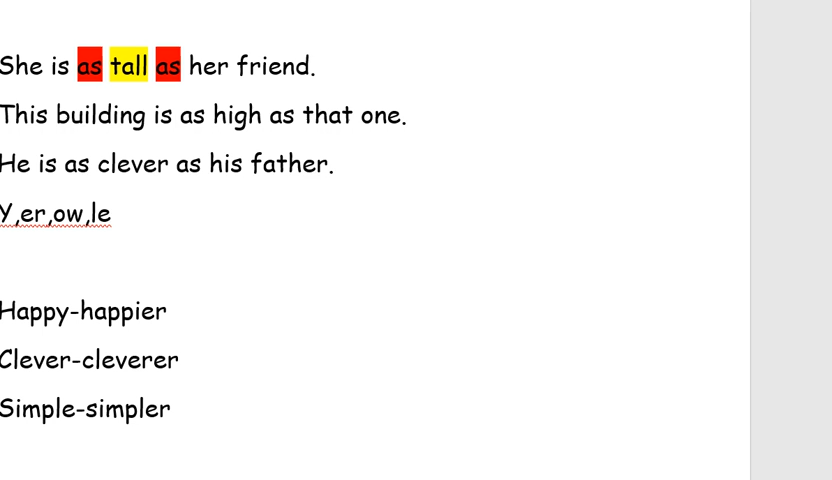 She is as tall as her friend.
This building is as high as that one.
He is as clever as his father.
Y,er,ow,le
Happy-happier
Clever-cleverer
Simple-simpler